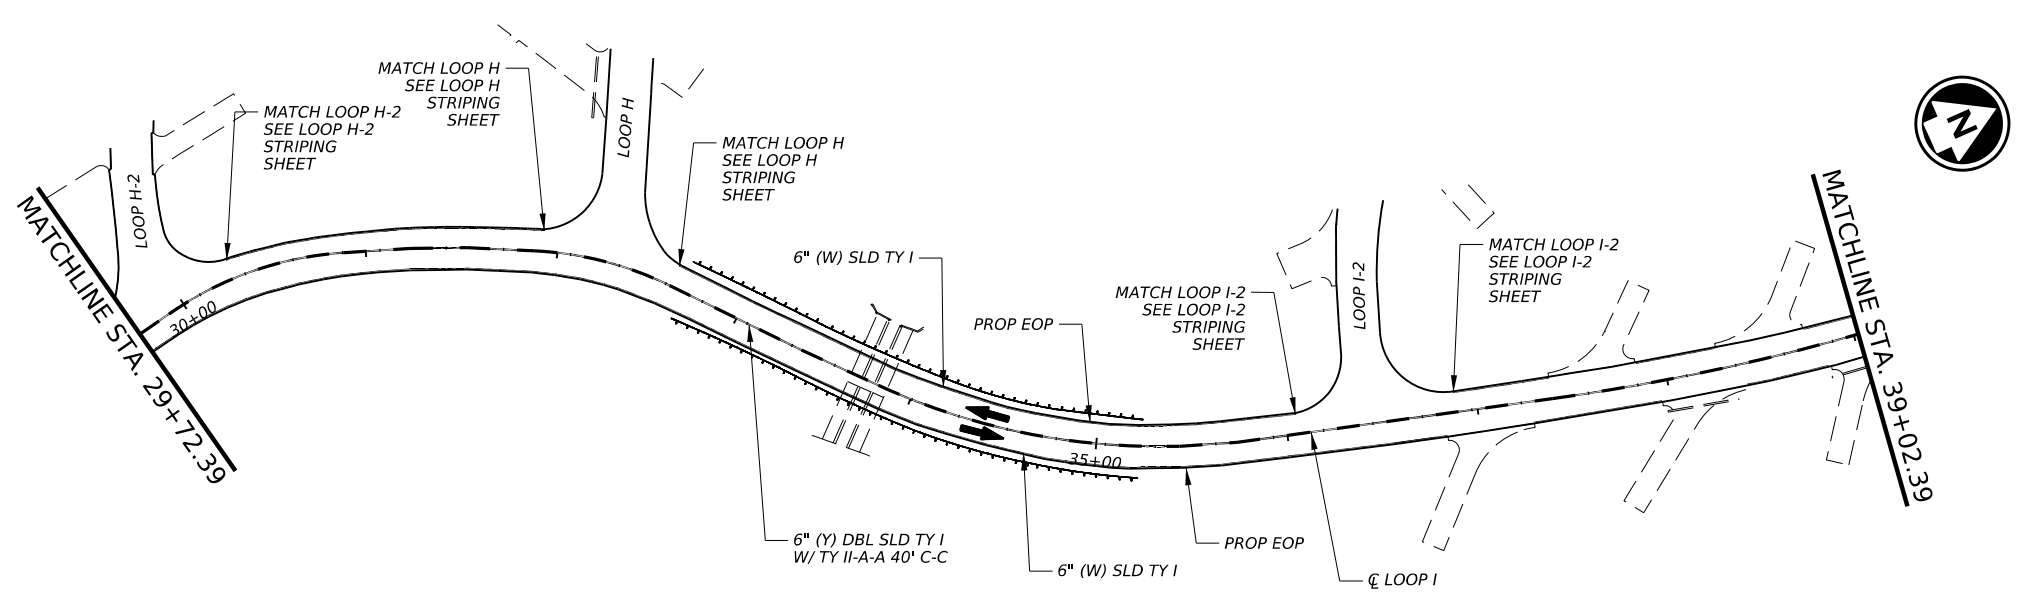 MATCH LOOP H
SEE LOOP H
STRIPING
SHEET
MATCH LOOP H-2
SEE LOOP H-2
STRIPING
SHEET
LOOP H
MATCH LOOP H
SEE LOOP H
STRIPING
SHEET
N
LOOP H-2
MATCHLINE STA. 29+72.39
30+00
6" (W) SLD TY I
PROP EOP
MATCH LOOP I-2
SEE LOOP I-2
STRIPING
SHEET
LOOP I-2
MATCH LOOP I-2
SEE LOOP I-2
STRIPING
SHEET
MATCHLINE STA. 39+02.39
35+00
6" (Y) DBL SLD TY I
W/ TY II-A-A 40' C-C
6" (W) SLD TY I
PROP EOP
℄ LOOP I